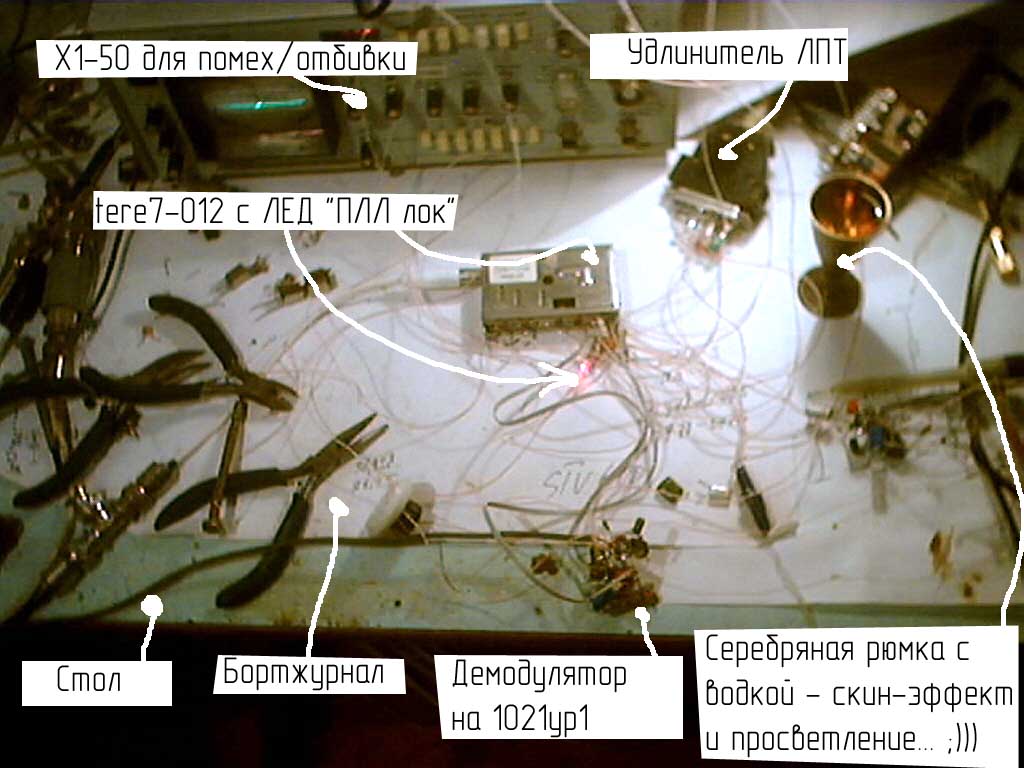 Х1-50 для помех/отбивки
Удлинитель ЛПТ
tere7-012 с ЛЕД "ПЛЛ лок"
Стол
Бортжурнал
Демодулятор
на 1021ур1
Серебряная рюмка с
водкой - скин-эффект
и просветление... ;)))